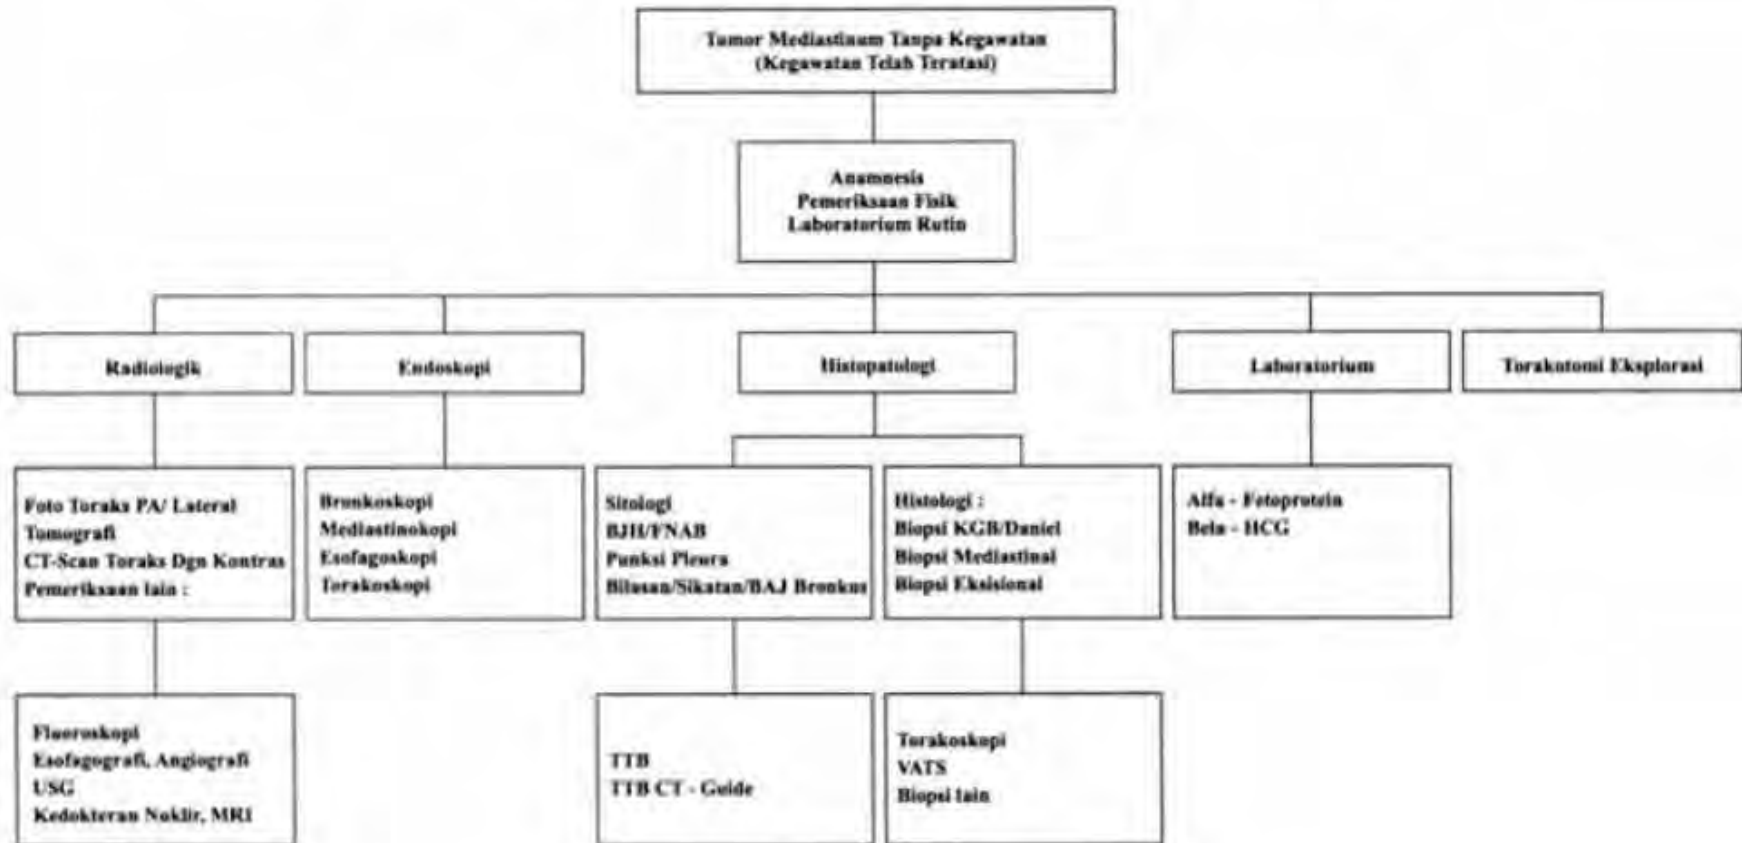 Tumor Mediastinum Tanpa Kegawatan
(Kegawatan Telah Teratasi)
Anamnesis
Pemeriksaan Fisik
Laboratorium Rutin
Radiologik
Endoskopi
Histopatologi
Laboratorium
Torakotomi Eksplorasi
Foto Toraks PA/ Lateral
Tomografi
CT-Scan Toraks Dgn Kontras
Pemeriksaan lain :
Bronkoskopi
Mediastinokopi
Esofagoskopi
Torakoskopi
Sitologi
BJH/FNAB
Punksi Pleura
Bilasan/Sikatan/BAJ Bronkus
Histologi :
Biopsi KGB/Daniel
Biopsi Mediastinal
Biopsi Eksisional
Alfa - Fetoprotein
Bela - HCG
Fluoroskopi
Esofagografi, Angiografi
USG
Kedokteran Nuklir, MRI
TTB
TTB CT - Guide
Torakoskopi
VATS
Biopsi lain